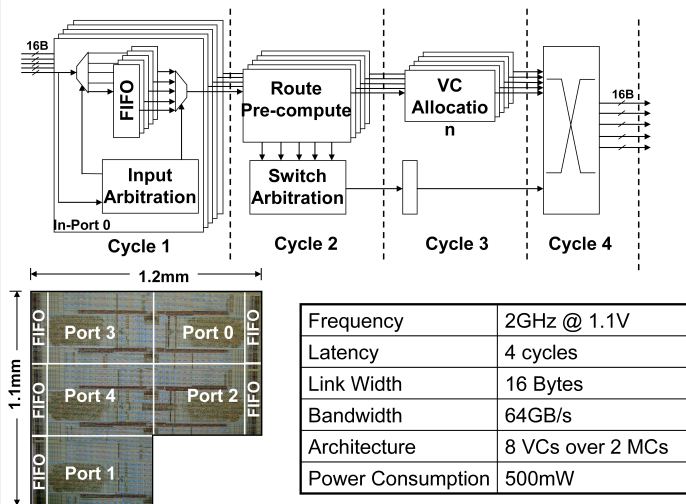 16B
FIFO
Input
Arbitration
In-Port 0
Cycle 1
Route
Pre-compute
Switch
Arbitration
Cycle 2
VC
Allocatio
n
Cycle 3
16B
Cycle 4
1.2mm
1.1mm
FIFO
Port 3
Port 0
FIFO
FIFO
Port 4
Port 2
FIFO
FIFO
Port 1
Frequency 2GHz @ 1.1V
Latency 4 cycles
Link Width 16 Bytes
Bandwidth 64GB/s
Architecture 8 VCs over 2 MCs
Power Consumption 500mW